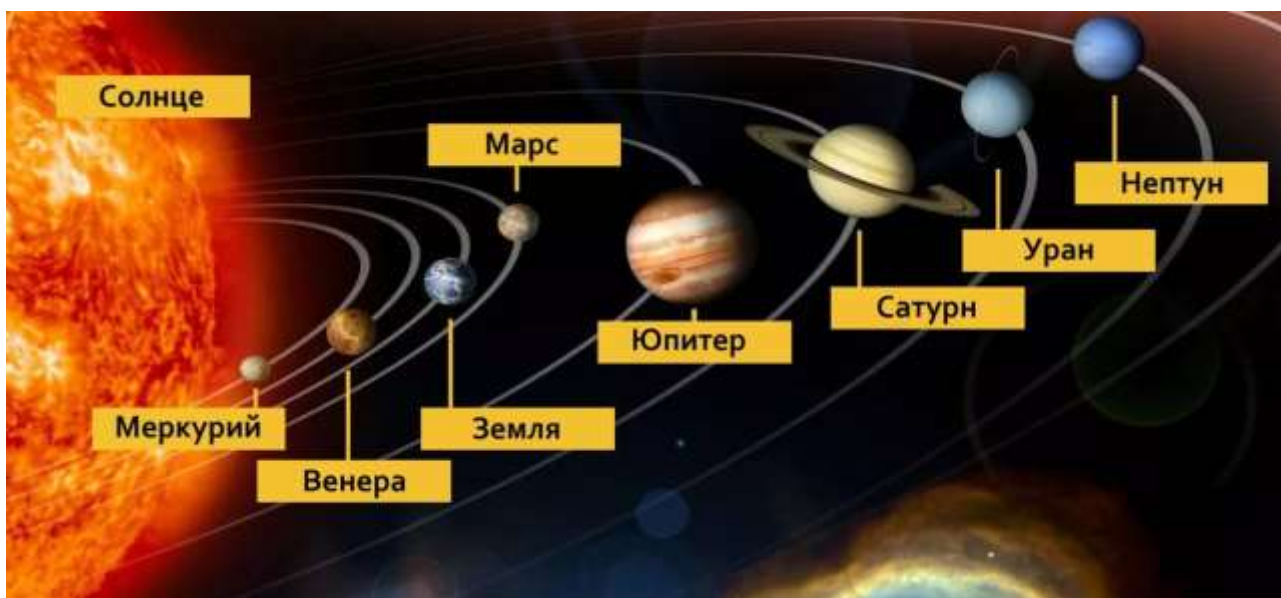 Солнце
Марс
Нептун
Уран
Сатурн
Юпитер
Меркурий
Земля
Венера